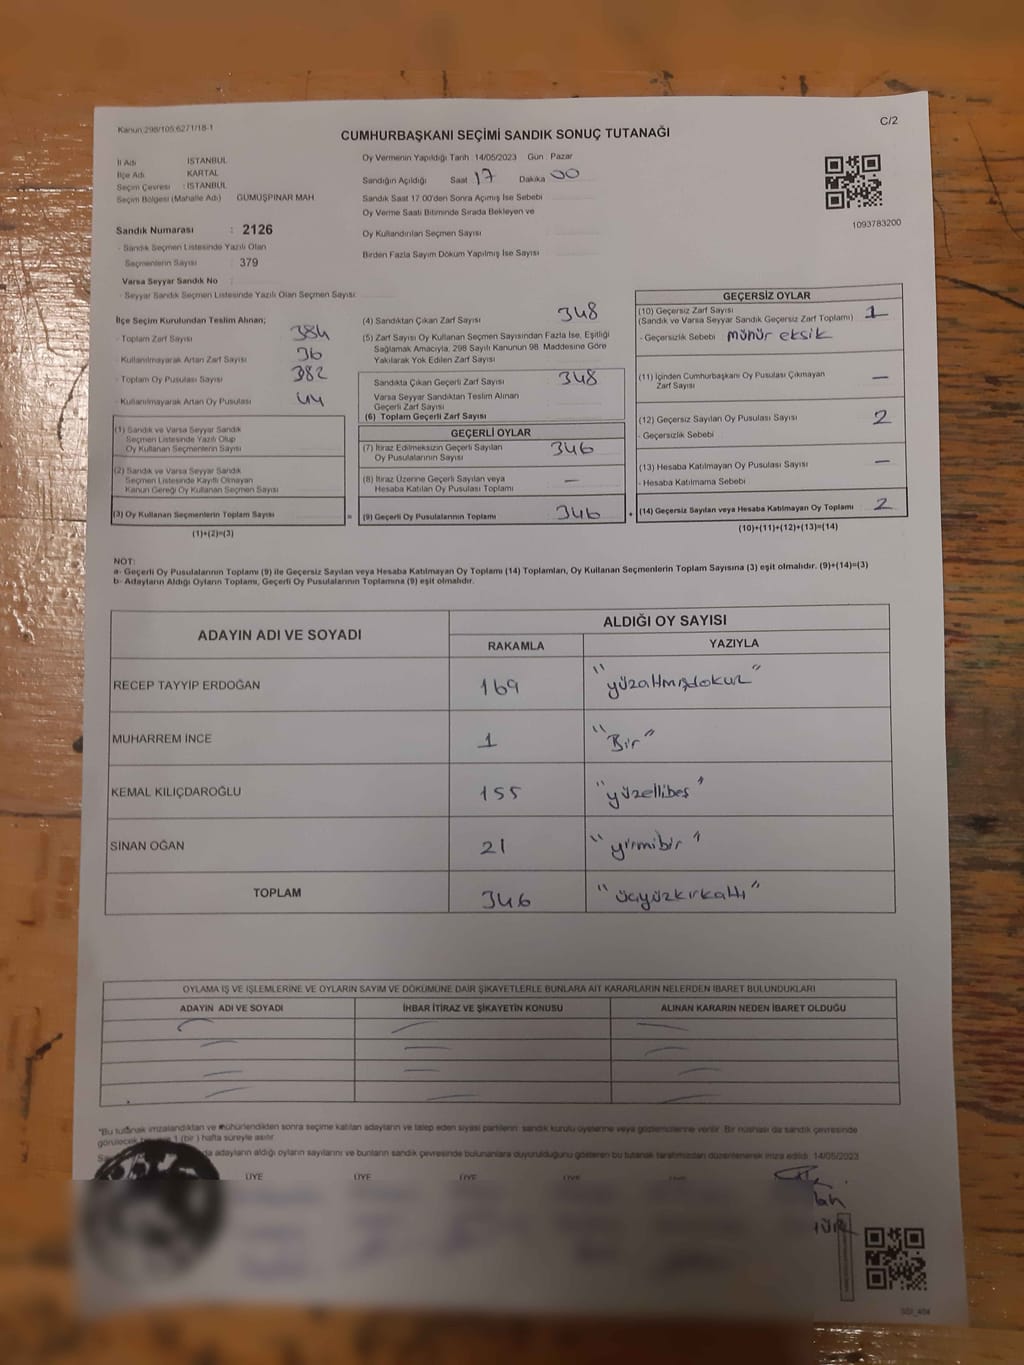 Kanun:298/105;6271/18-1
C/2
CUMHURBAŞKANI SEÇİMİ SANDIK SONUÇ TUTANAĞI
İl Adı İSTANBUL
İlçe Adı KARTAL
Seçim Çevresi : İSTANBUL
Seçim Bölgesi (Mahalle Adı) GÜMÜŞPINAR MAH
Sandık Numarası : 2126
- Sandık Seçmen Listesinde Yazılı Olan
Seçmenlerin Sayısı : 379
Varsa Seyyar Sandık No :
- Seyyar Sandık Seçmen Listesinde Yazılı Olan Seçmen Sayısı:
Oy Vermenin Yapıldığı Tarih : 14/05/2023 Gün : Pazar
Sandığın Açıldığı Saat 17 Dakika 00
Sandık Saat 17.00'den Sonra Açılmış İse Sebebi
Oy Verme Saati Bitiminde Sırada Bekleyen ve
Oy Kullandırılan Seçmen Sayısı
Birden Fazla Sayım Döküm Yapılmış İse Sayısı
1093783200
İlçe Seçim Kurulundan Teslim Alınan;
- Toplam Zarf Sayısı 384
- Kullanılmayarak Artan Zarf Sayısı 36
- Toplam Oy Pusulası Sayısı 382
- Kullanılmayarak Artan Oy Pusulası 44
(1) Sandık ve Varsa Seyyar Sandık
Seçmen Listesinde Yazılı Olup
Oy Kullanan Seçmenlerin Sayısı
(2) Sandık ve Varsa Seyyar Sandık
Seçmen Listesinde Kayıtlı Olmayan
Kanun Gereği Oy Kullanan Seçmen Sayısı
(3) Oy Kullanan Seçmenlerin Toplam Sayısı =
(1)+(2)=(3)
(4) Sandıktan Çıkan Zarf Sayısı 348
(5) Zarf Sayısı Oy Kullanan Seçmen Sayısından Fazla İse, Eşitliği
Sağlamak Amacıyla, 298 Sayılı Kanunun 98. Maddesine Göre
Yakılarak Yok Edilen Zarf Sayısı
Sandıkta Çıkan Geçerli Zarf Sayısı 348
Varsa Seyyar Sandıktan Teslim Alınan
Geçerli Zarf Sayısı
(6) Toplam Geçerli Zarf Sayısı
GEÇERLİ OYLAR
(7) İtiraz Edilmeksizin Geçerli Sayılan
Oy Pusulalarının Sayısı 346
(8) İtiraz Üzerine Geçerli Sayılan veya
Hesaba Katılan Oy Pusulası Toplamı —
(9) Geçerli Oy Pusulalarının Toplamı 346 +
GEÇERSİZ OYLAR
(10) Geçersiz Zarf Sayısı 1
(Sandık ve Varsa Seyyar Sandık Geçersiz Zarf Toplamı)
- Geçersizlik Sebebi : mühür eksik
(11) İçinden Cumhurbaşkanı Oy Pusulası Çıkmayan
Zarf Sayısı —
(12) Geçersiz Sayılan Oy Pusulası Sayısı 2
- Geçersizlik Sebebi :
(13) Hesaba Katılmayan Oy Pusulası Sayısı —
- Hesaba Katılmama Sebebi
(14) Geçersiz Sayılan veya Hesaba Katılmayan Oy Toplamı 2
(10)+(11)+(12)+(13)=(14)
NOT:
a- Geçerli Oy Pusulalarının Toplamı (9) ile Geçersiz Sayılan veya Hesaba Katılmayan Oy Toplamı (14) Toplamları, Oy Kullanan Seçmenlerin Toplam Sayısına (3) eşit olmalıdır. (9)+(14)=(3)
b- Adayların Aldığı Oyların Toplamı, Geçerli Oy Pusulalarının Toplamına (9) eşit olmalıdır.
ADAYIN ADI VE SOYADI ALDIĞI OY SAYISI
RAKAMLA YAZIYLA
RECEP TAYYİP ERDOĞAN 169 "yüzaltmışdokuz"
MUHARREM İNCE 1 "Bir"
KEMAL KILIÇDAROĞLU 155 "yüzellibeş"
SİNAN OĞAN 21 "yirmibir"
TOPLAM 346 "üçyüzkırkaltı"
OYLAMA İŞ VE İŞLEMLERİNE VE OYLARIN SAYIM VE DÖKÜMÜNE DAİR ŞİKAYETLERLE BUNLARA AİT KARARLARIN NELERDEN İBARET BULUNDUKLARI
ADAYIN ADI VE SOYADI İHBAR İTİRAZ VE ŞİKAYETİN KONUSU ALINAN KARARIN NEDEN İBARET OLDUĞU
*Bu tutanak imzalandıktan ve mühürlendikten sonra seçime katılan adayların ve talep eden siyasi partilerin sandık kurulu üyelerine veya gözlemcilerine verilir. Bir nüshası da sandık çevresinde
görülecek 1 (bir) hafta süreyle asılır.
adayların aldığı oyların sayılarını ve bunların sandık çevresinde bulunanlara duyurulduğunu gösteren bu tutanak tarafımızdan düzenlenerek imza edildi. 14/05/2023
ÜYE ÜYE ÜYE ÜYE